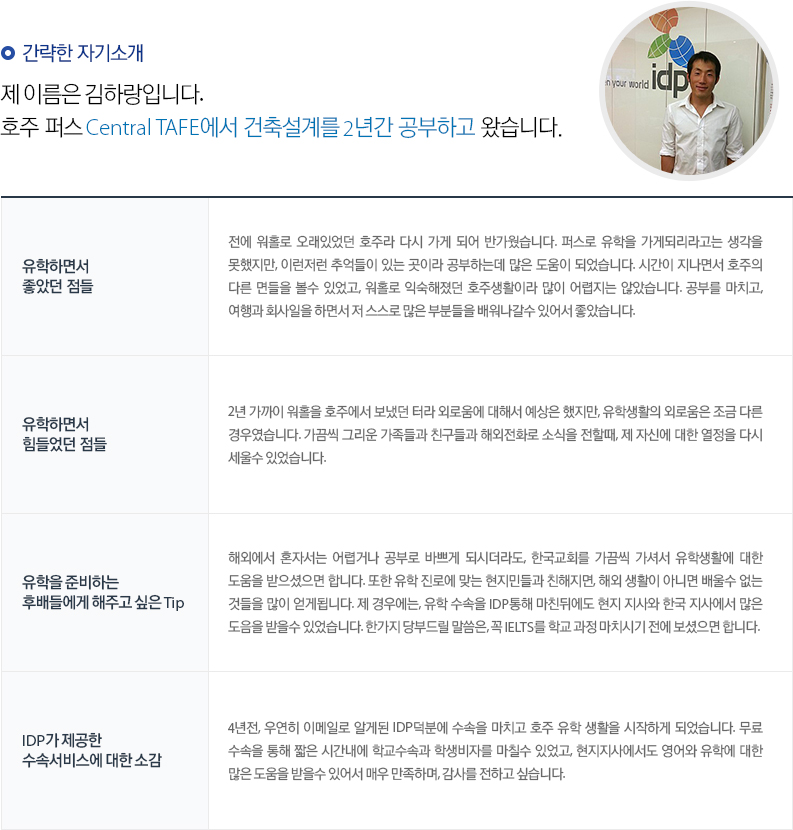 간략한 자기소개
제 이름은 김하랑입니다.
호주 퍼스 Central TAFE에서 건축설계를 2년간 공부하고 왔습니다.
en your world idp
유학하면서
좋았던 점들
전에 워홀로 오래있었던 호주라 다시 가게 되어 반가웠습니다. 퍼스로 유학을 가게되리라고는 생각을
못했지만, 이런저런 추억들이 있는 곳이라 공부하는데 많은 도움이 되었습니다. 시간이 지나면서 호주의
다른 면들을 볼수 있었고, 워홀로 익숙해졌던 호주생활이라 많이 어렵지는 않았습니다. 공부를 마치고,
여행과 회사일을 하면서 저 스스로 많은 부분들을 배워나갈수 있어서 좋았습니다.
유학하면서
힘들었던 점들
2년 가까이 워홀을 호주에서 보냈던 터라 외로움에 대해서 예상은 했지만, 유학생활의 외로움은 조금 다른
경우였습니다. 가끔씩 그리운 가족들과 친구들과 해외전화로 소식을 전할때, 제 자신에 대한 열정을 다시
세울수 있었습니다.
유학을 준비하는
후배들에게 해주고 싶은 Tip
해외에서 혼자서는 어렵거나 공부로 바쁘게 되시더라도, 한국교회를 가끔씩 가셔서 유학생활에 대한
도움을 받으셨으면 합니다. 또한 유학 진로에 맞는 현지민들과 친해지면, 해외 생활이 아니면 배울수 없는
것들을 많이 얻게됩니다. 제 경우에는, 유학 수속을 IDP통해 마친뒤에도 현지 지사와 한국 지사에서 많은
도음을 받을수 있었습니다. 한가지 당부드릴 말씀은, 꼭 IELTS를 학교 과정 마치시기 전에 보셨으면 합니다.
IDP가 제공한
수속서비스에 대한 소감
4년전, 우연히 이메일로 알게된 IDP덕분에 수속을 마치고 호주 유학 생활을 시작하게 되었습니다. 무료
수속을 통해 짧은 시간내에 학교수속과 학생비자를 마칠수 있었고, 현지지사에서도 영어와 유학에 대한
많은 도움을 받을수 있어서 매우 만족하며, 감사를 전하고 싶습니다.